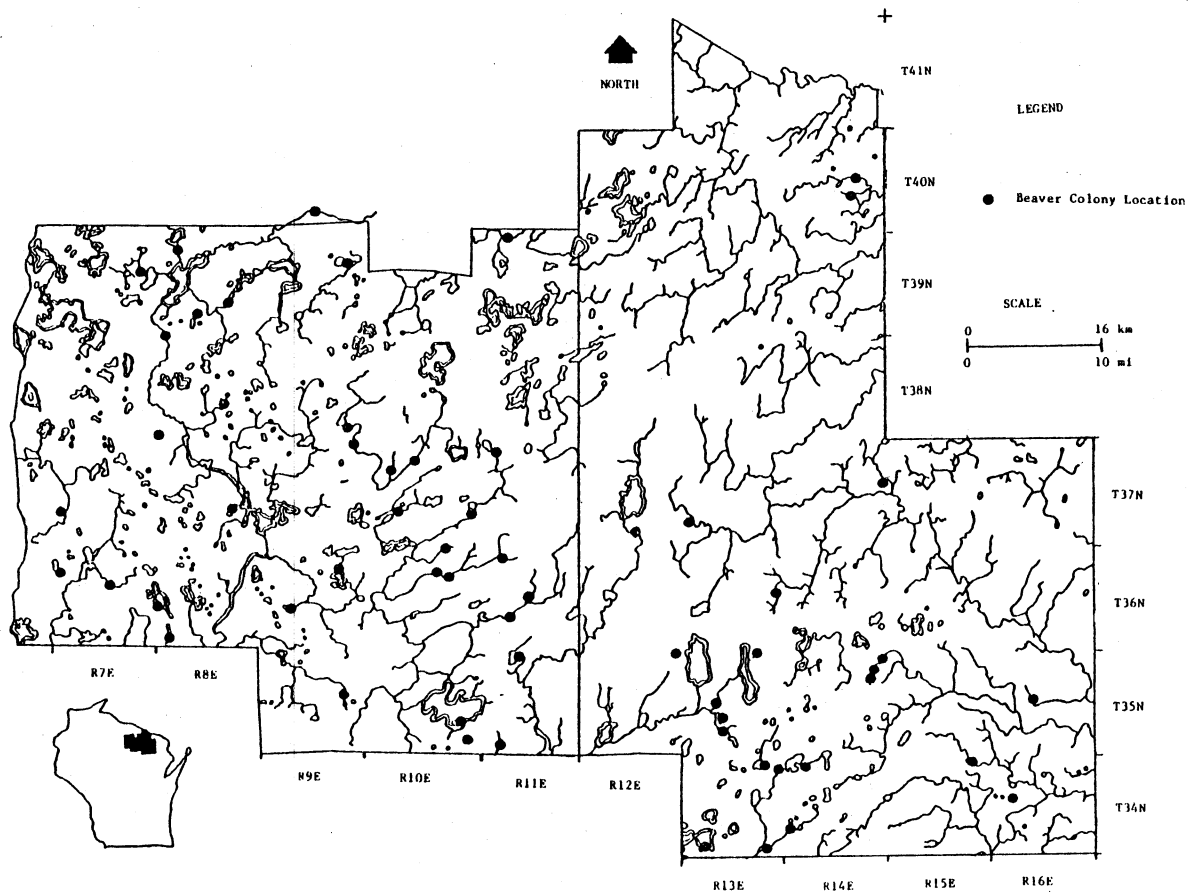 NORTH
T41N
LEGEND
T40N
Beaver Colony Location
T39N
SCALE
0 16 km
0 10 mi
T38N
T37N
T36N
R7E R8E
T35N
R9E R10E R11E R12E
T34N
R13E R14E R15E R16E